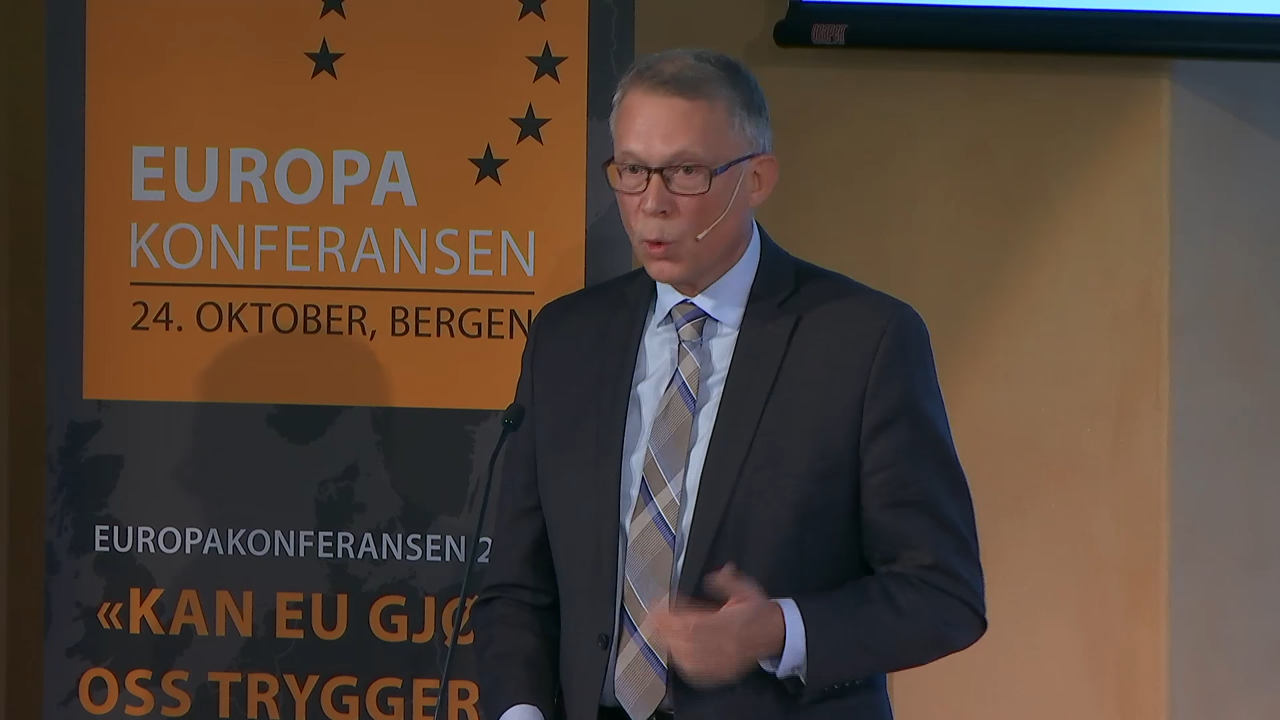 EUROPA
KONFERANSEN
24. OKTOBER, BERGEN
EUROPAKONFERANSEN 2
«KAN EU GJØ
OSS TRYGGER